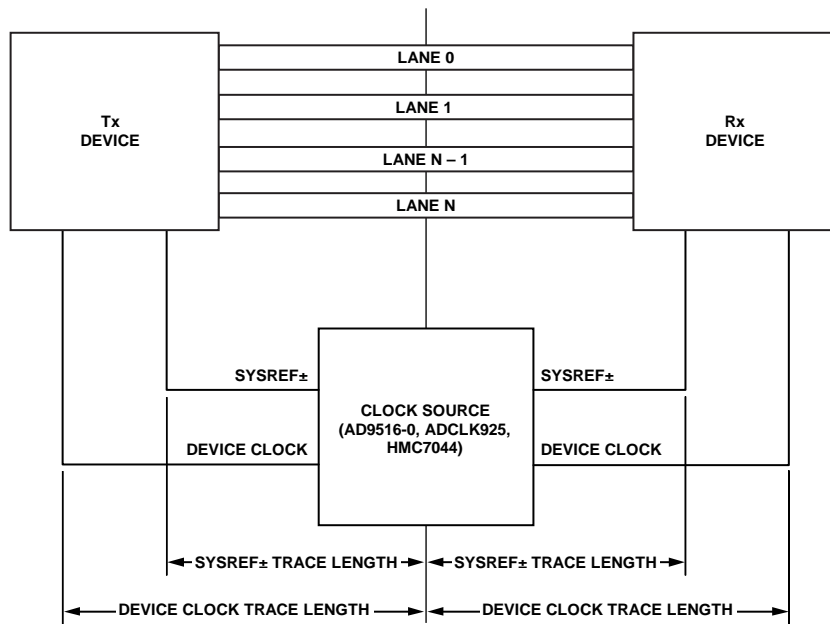 LANE 0
LANE 1
LANE N – 1
LANE N
Tx
DEVICE
Rx
DEVICE
SYSREF±
SYSREF±
CLOCK SOURCE
(AD9516-0, ADCLK925,
HMC7044)
DEVICE CLOCK
DEVICE CLOCK
SYSREF± TRACE LENGTH
SYSREF± TRACE LENGTH
DEVICE CLOCK TRACE LENGTH
DEVICE CLOCK TRACE LENGTH